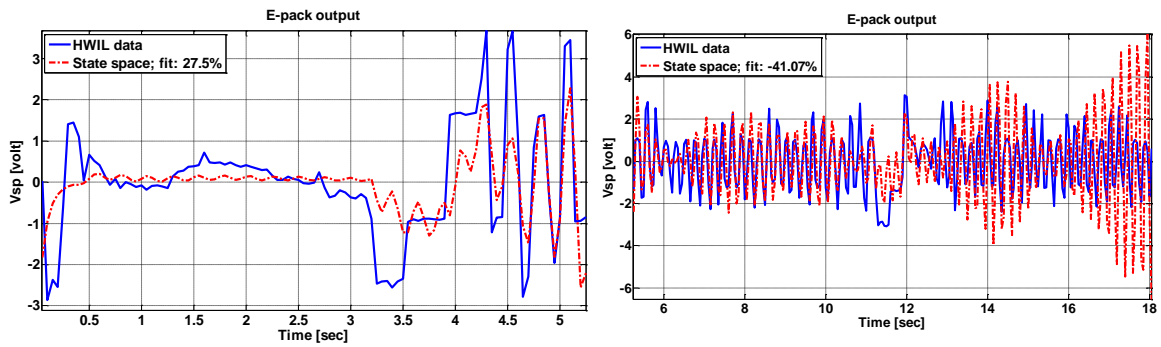 E-pack output
HWIL data
State space; fit: 27.5%
Vsp [volt]
3
2
1
0
-1
-2
-3
0.5 1 1.5 2 2.5 3 3.5 4 4.5 5
Time [sec]
E-pack output
HWIL data
State space; fit: -41.07%
Vsp [volt]
6
4
2
0
-2
-4
-6
6 8 10 12 14 16 18
Time [sec]